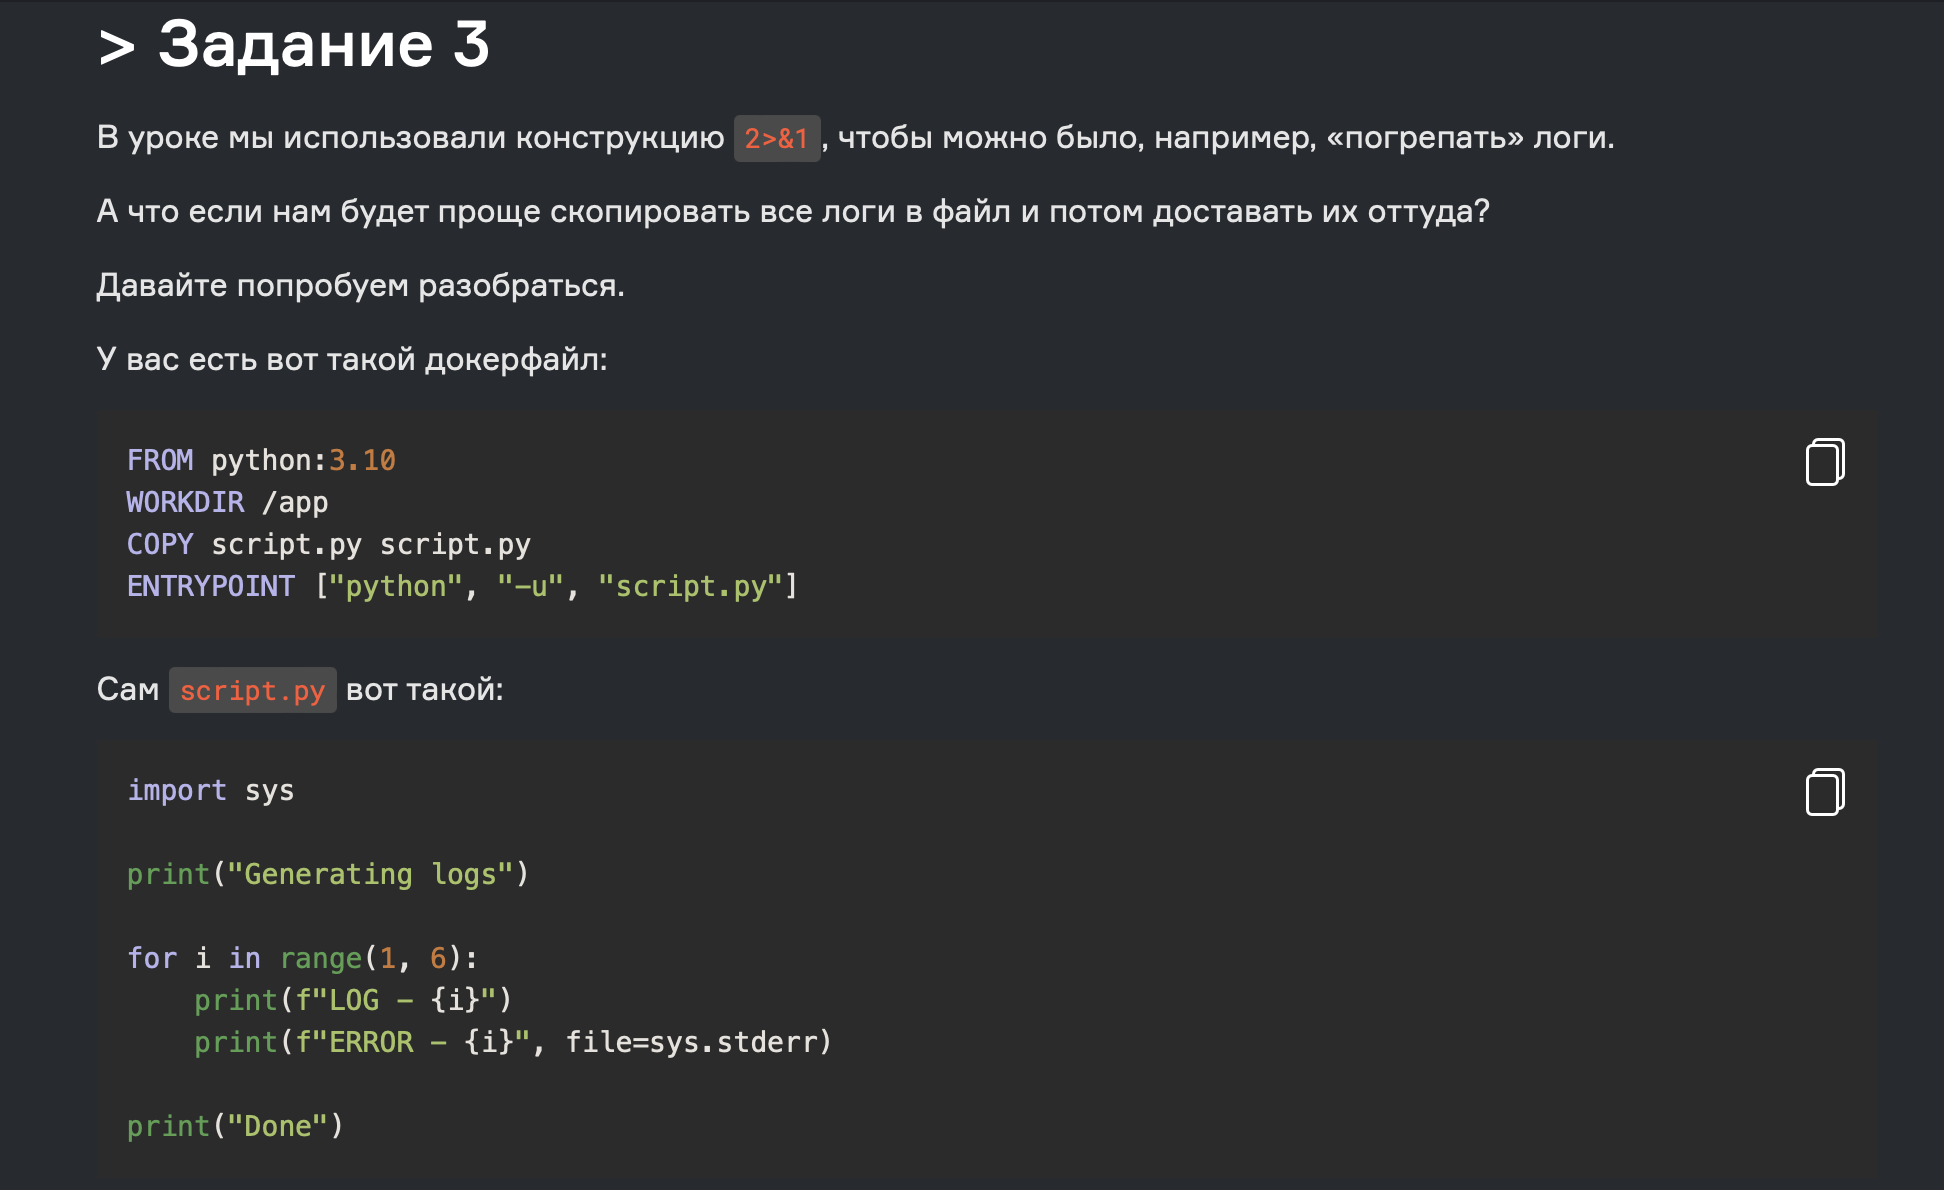 > Задание 3
В уроке мы использовали конструкцию 2>&1, чтобы можно было, например, «погрепать» логи.
А что если нам будет проще скопировать все логи в файл и потом доставать их оттуда?
Давайте попробуем разобраться.
У вас есть вот такой докерфайл:
FROM python:3.10
WORKDIR /app
COPY script.py script.py
ENTRYPOINT ["python", "-u", "script.py"]
Сам script.py вот такой:
import sys
print("Generating logs")
for i in range(1, 6):
    print(f"LOG - {i}")
    print(f"ERROR - {i}", file=sys.stderr)
print("Done")